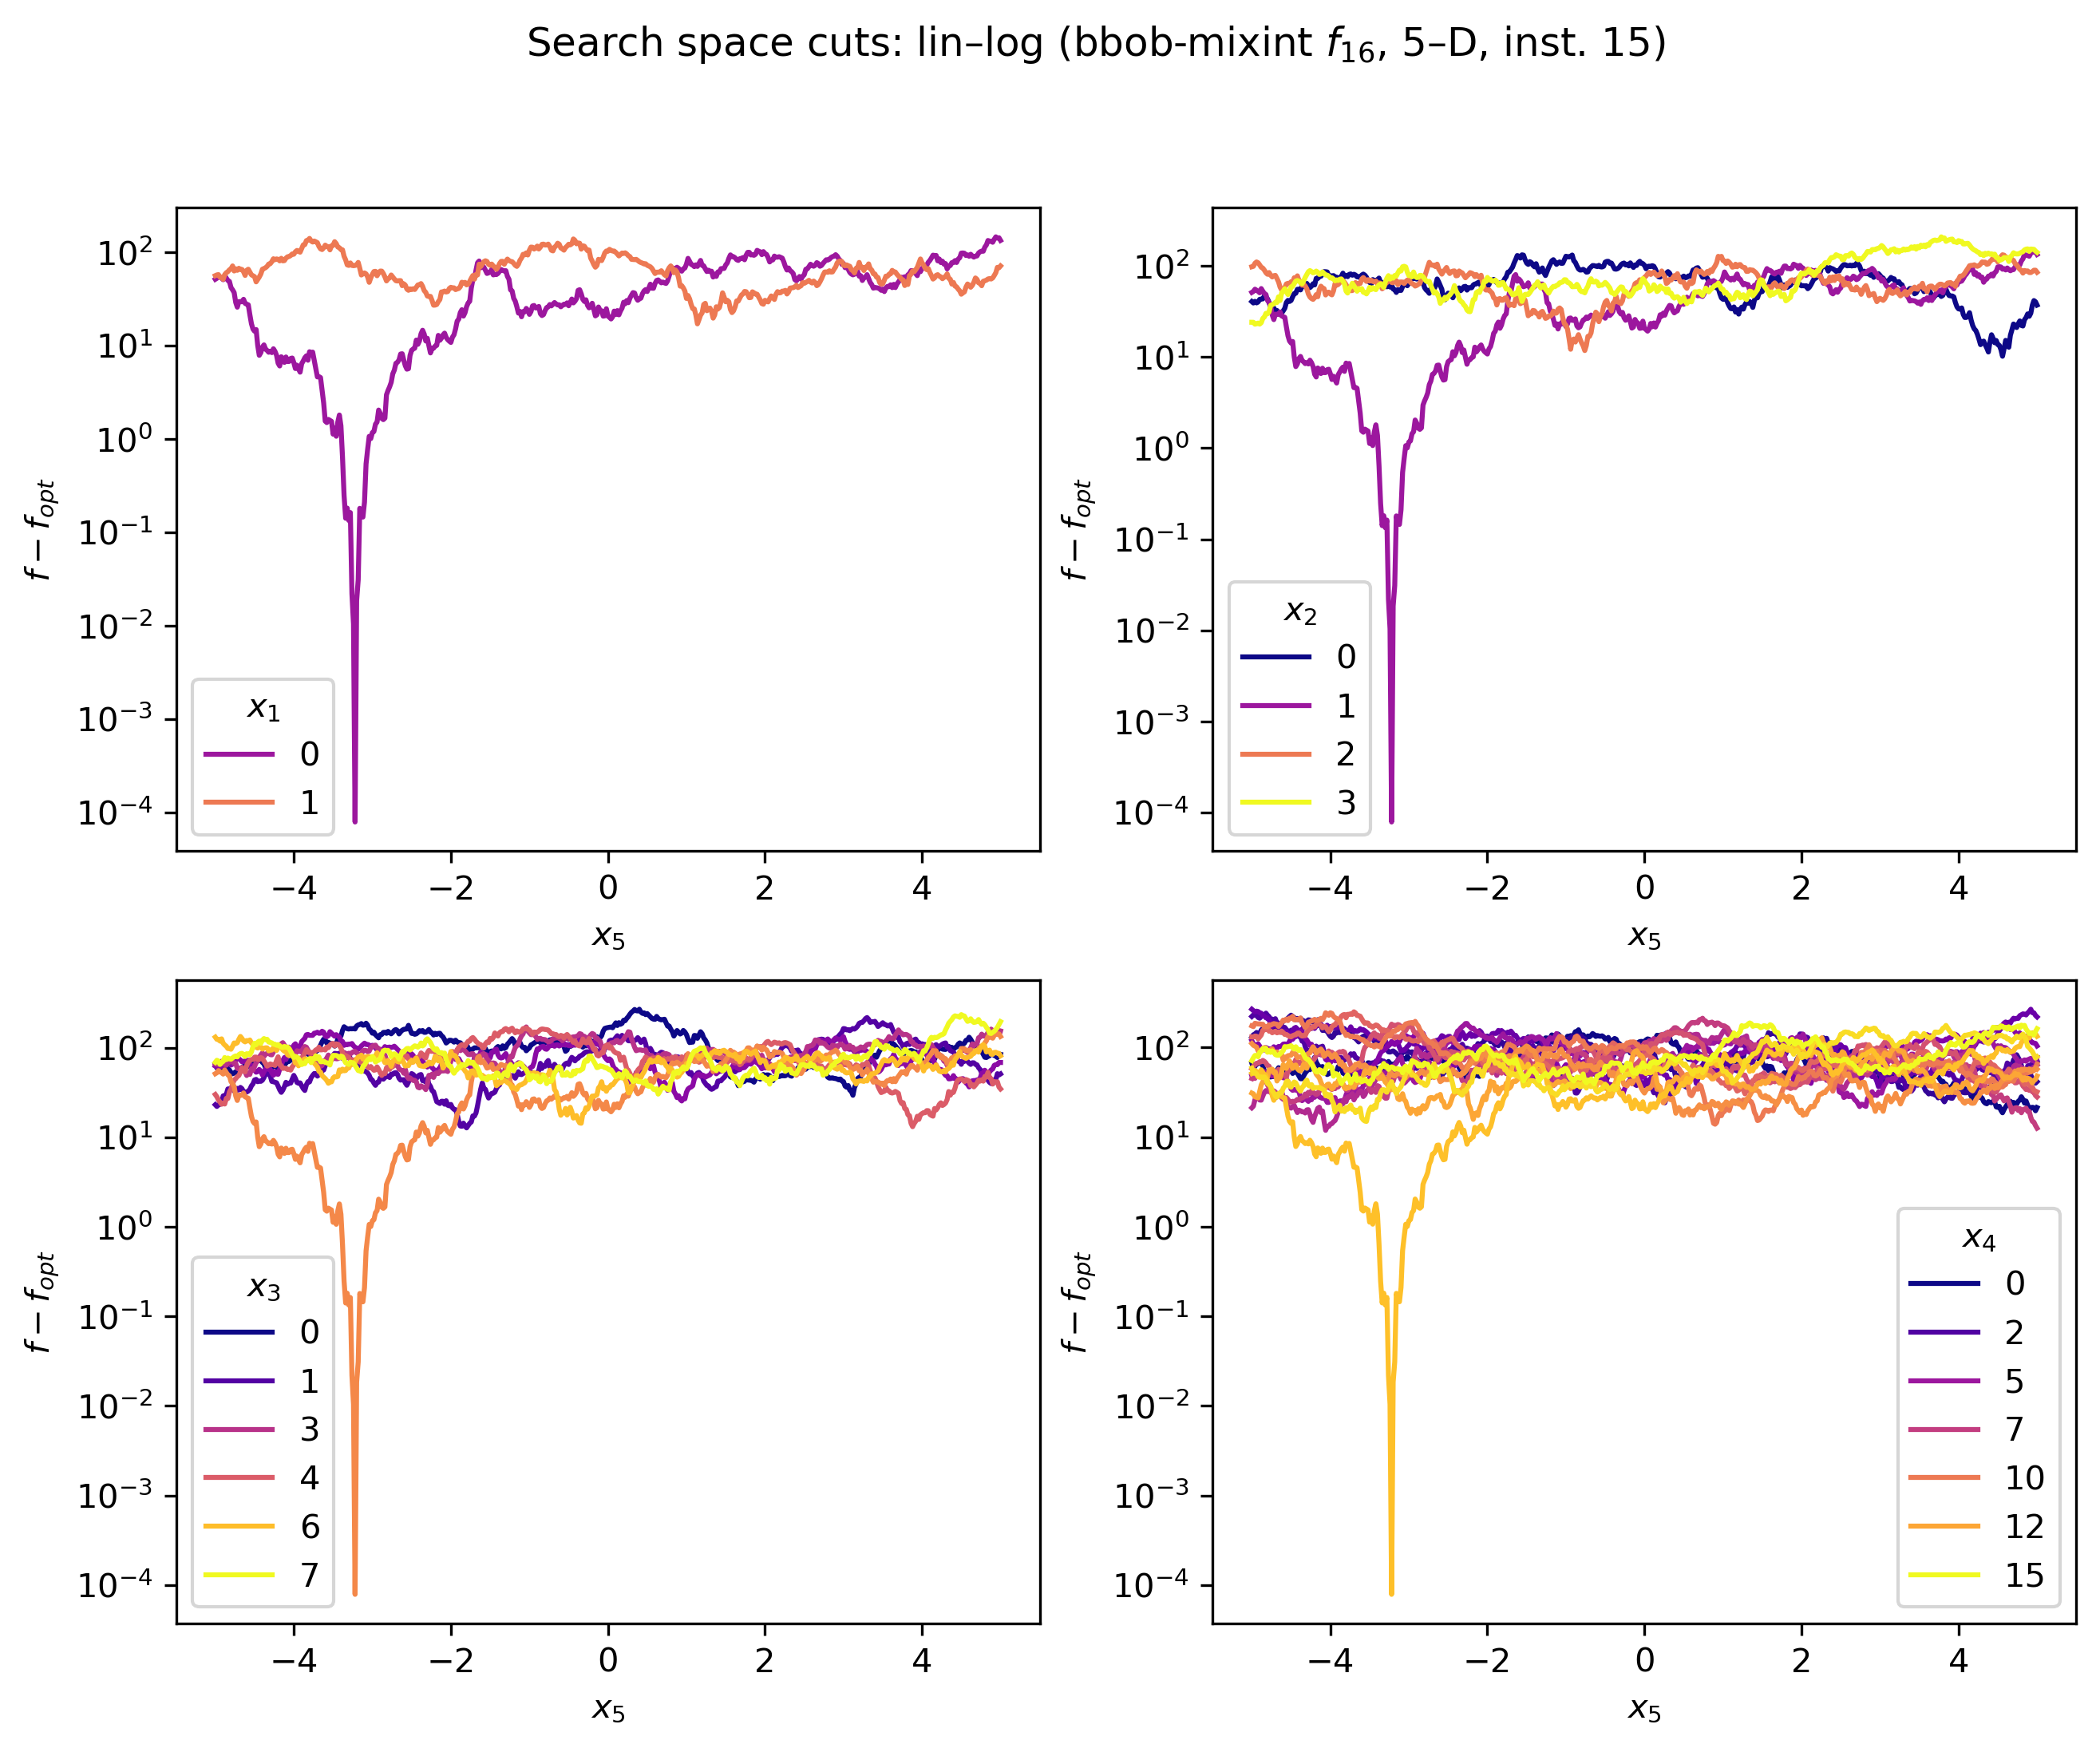 Search space cuts: lin–log (bbob-mixint f16, 5–D, inst. 15)
10^2
10^1
10^0
10^−1
10^−2
10^−3
10^−4
f − fopt
x1
0
1
−4 −2 0 2 4
x5
10^2
10^1
10^0
10^−1
10^−2
10^−3
10^−4
f − fopt
x2
0
1
2
3
−4 −2 0 2 4
x5
10^2
10^1
10^0
10^−1
10^−2
10^−3
10^−4
f − fopt
x3
0
1
3
4
6
7
−4 −2 0 2 4
x5
10^2
10^1
10^0
10^−1
10^−2
10^−3
10^−4
f − fopt
x4
0
2
5
7
10
12
15
−4 −2 0 2 4
x5